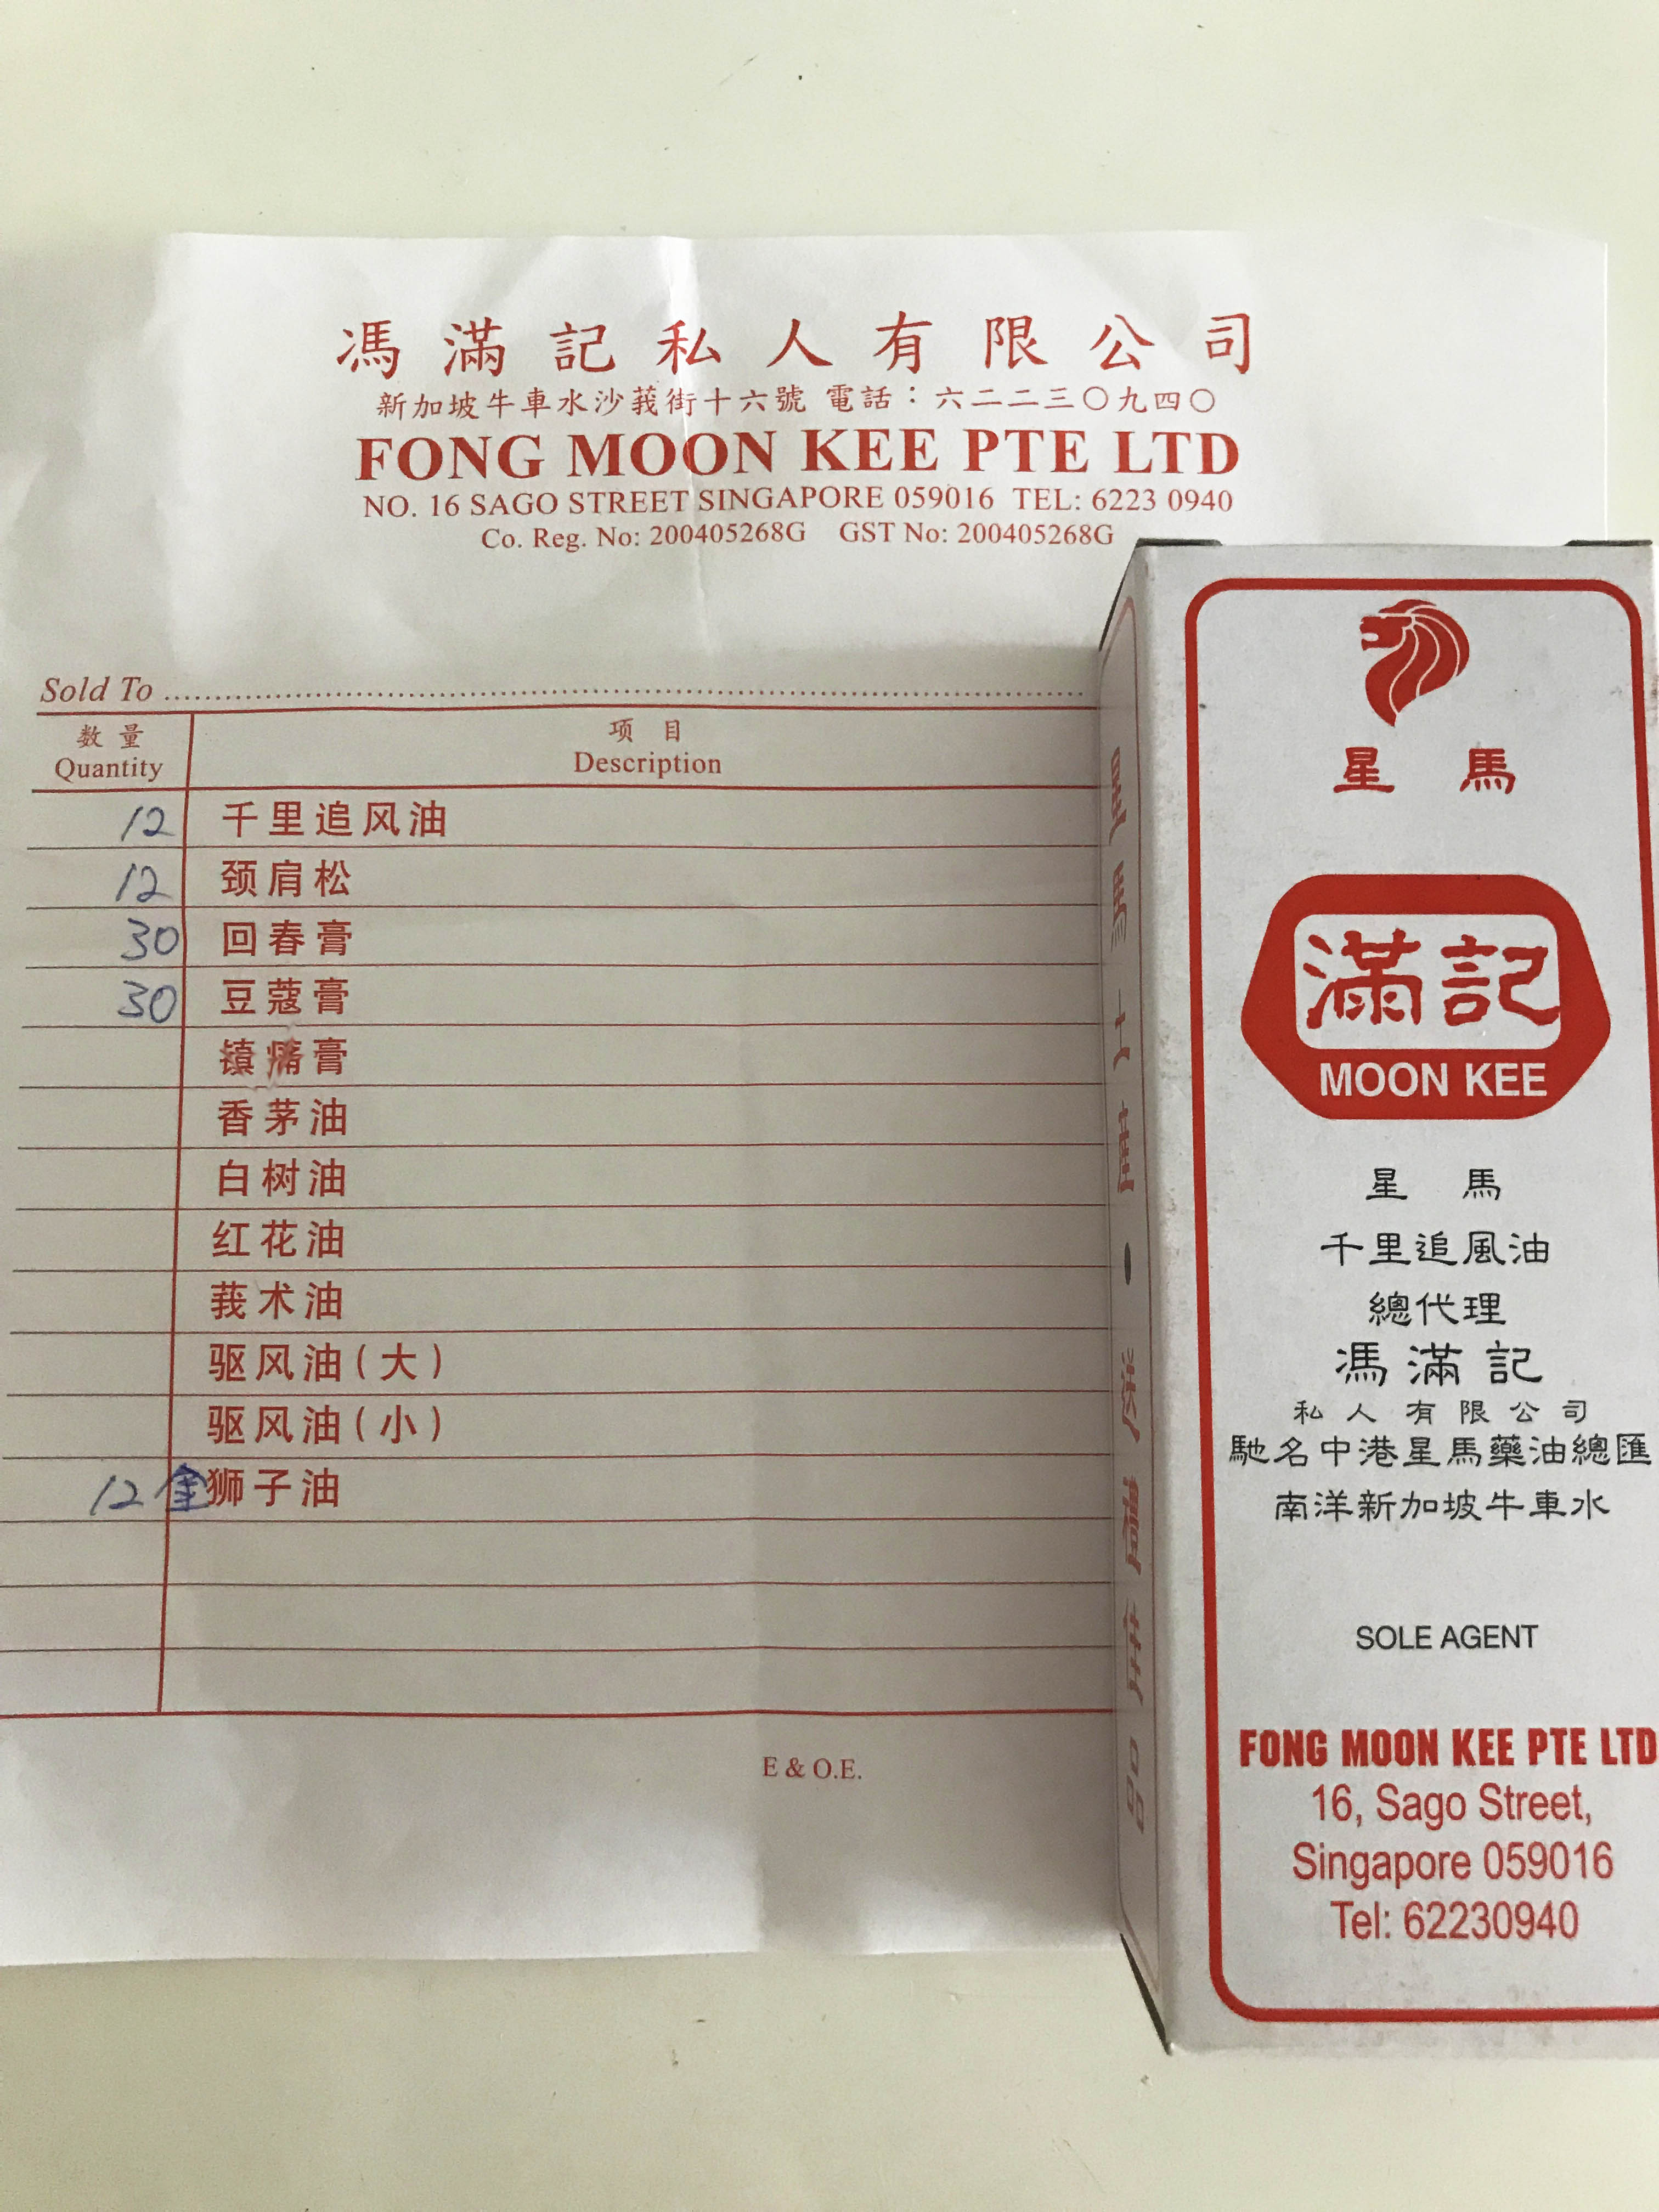 馮滿記私人有限公司
新加坡牛車水沙莪街十六號 電話：六二二三〇九四〇
FONG MOON KEE PTE LTD
NO. 16 SAGO STREET SINGAPORE 059016 TEL: 6223 0940
Co. Reg. No: 200405268G GST No: 200405268G
Sold To
数量 项目
Quantity Description
12 千里追风油
12 颈肩松
30 回春膏
30 豆蔻膏
镇痛膏
香茅油
白树油
红花油
莪术油
驱风油(大)
驱风油(小)
12 金狮子油
E & O.E.
星馬
滿記
MOON KEE
星馬
千里追風油
總代理
馮滿記
私人有限公司
馳名中港星馬藥油總匯
南洋新加坡牛車水
SOLE AGENT
FONG MOON KEE PTE LTD
16, Sago Street,
Singapore 059016
Tel: 62230940